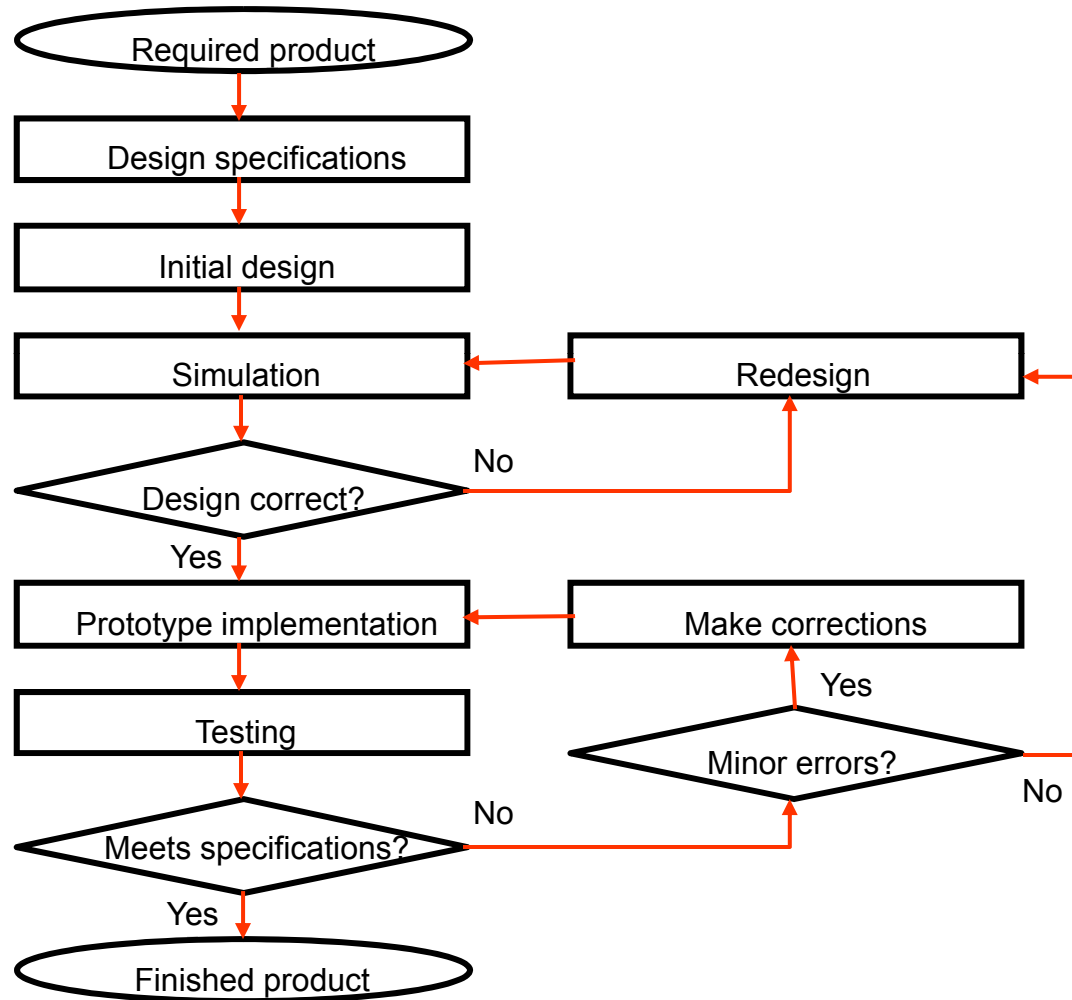 Required product
Design specifications
Initial design
Simulation
Redesign
No
Design correct?
Yes
Prototype implementation
Make corrections
Yes
Testing
Minor errors?
No
No
Meets specifications?
Yes
Finished product